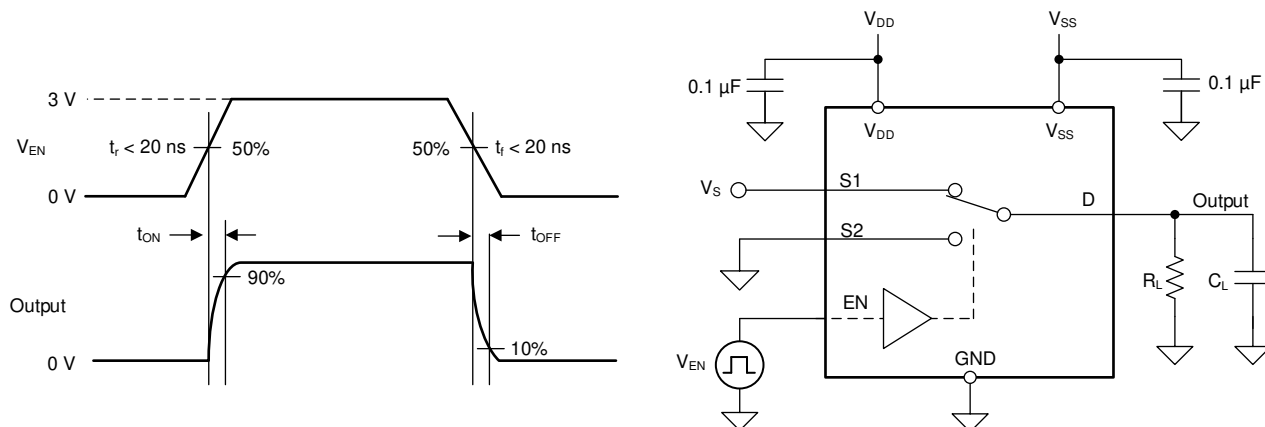 3 V
V_EN
t_r < 20 ns
50%
50%
t_f < 20 ns
0 V
t_ON
t_OFF
90%
Output
10%
0 V
V_DD
V_SS
0.1 µF
0.1 µF
V_DD
V_SS
V_S
S1
D
Output
S2
R_L
C_L
EN
V_EN
GND